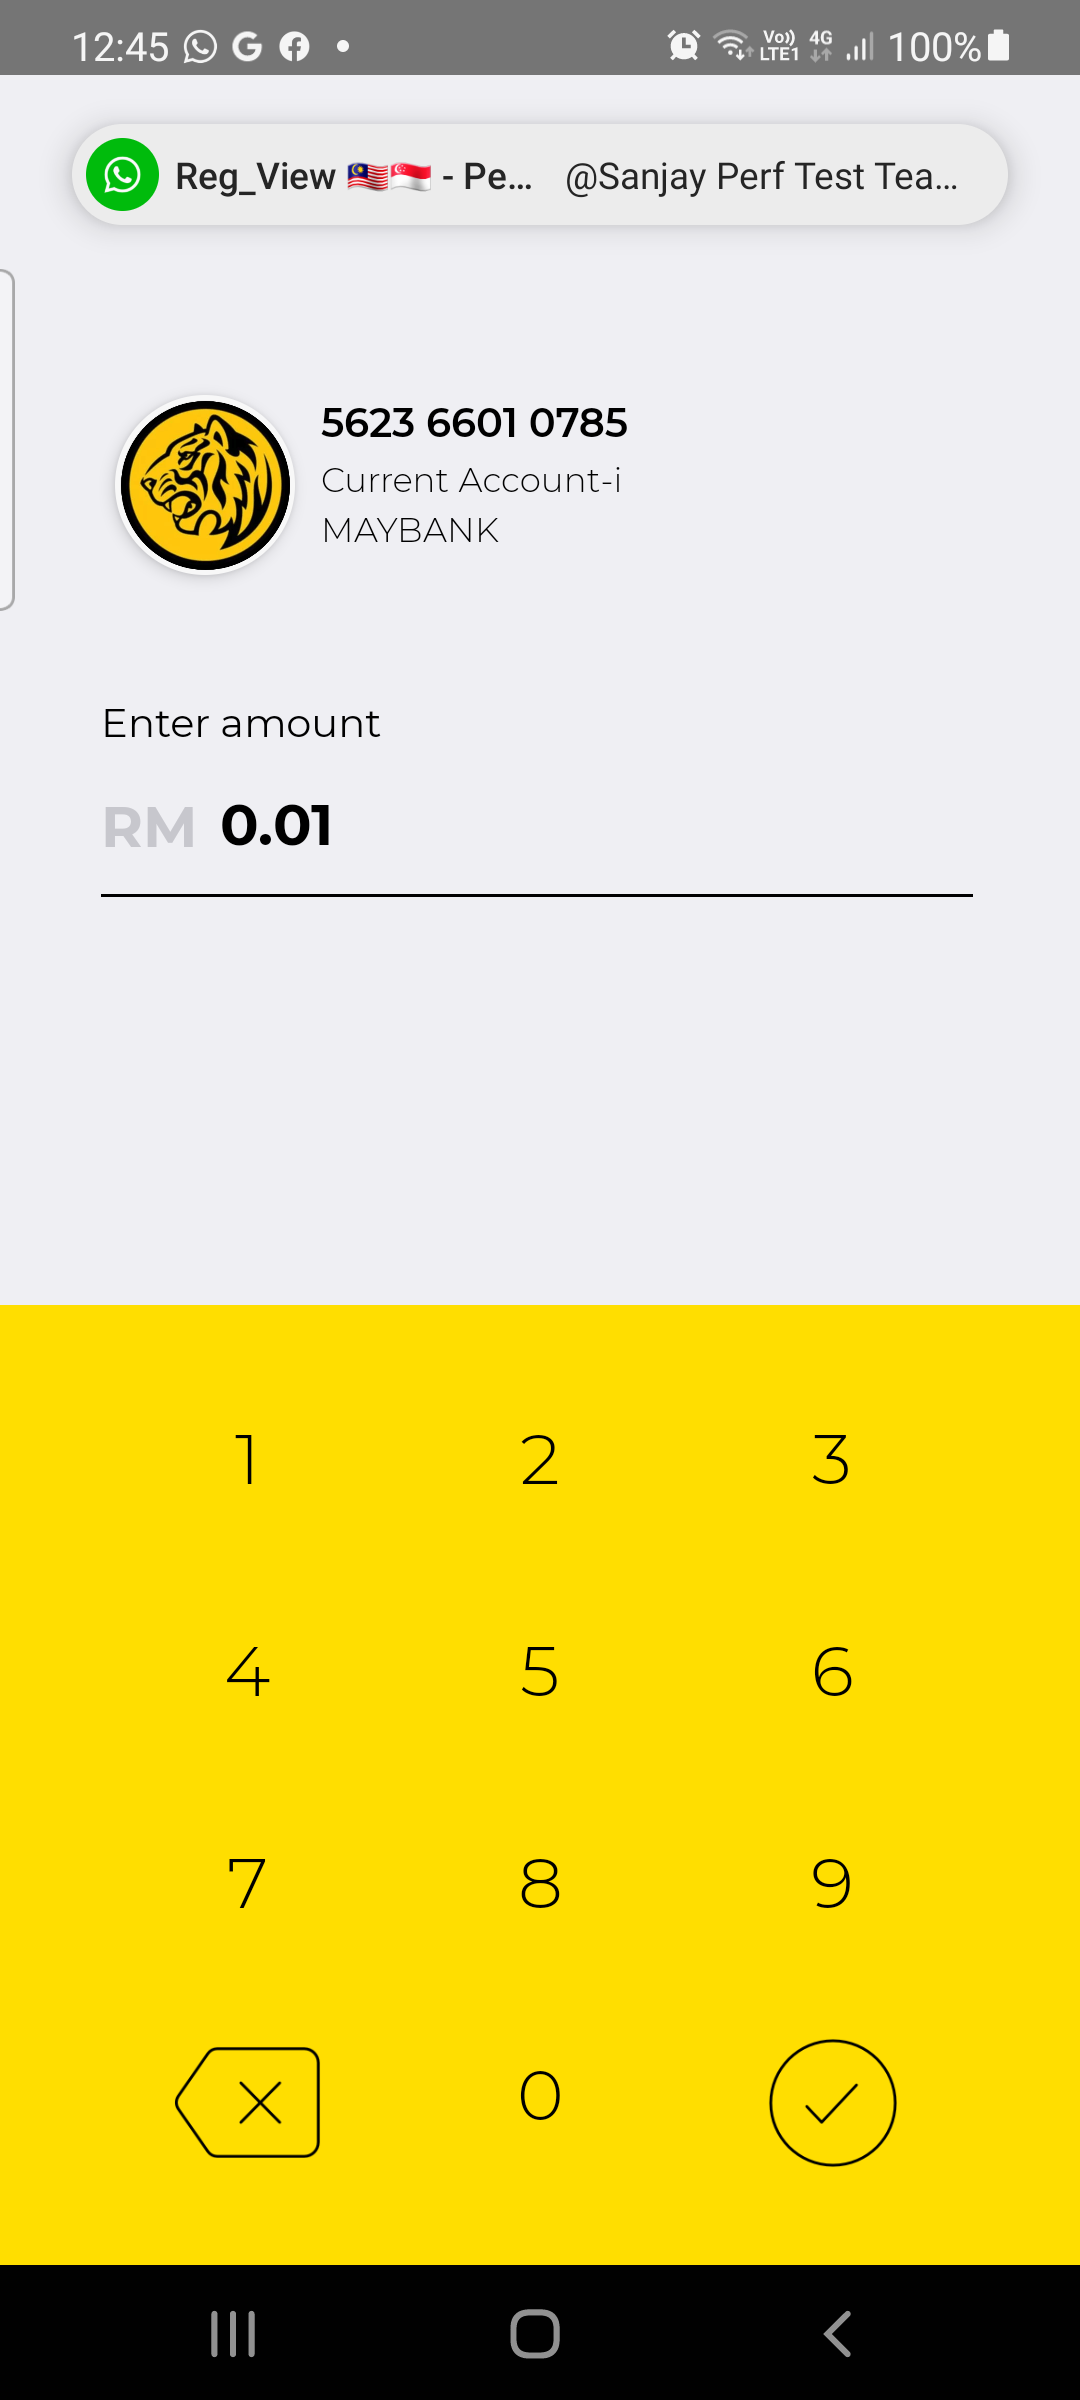 12:45 Vo)) LTE1 4G 100%
Reg_View 🇲🇾🇸🇬 - Pe... @Sanjay Perf Test Tea...
5623 6601 0785
Current Account-i
MAYBANK
Enter amount
RM 0.01
1 2 3
4 5 6
7 8 9
0